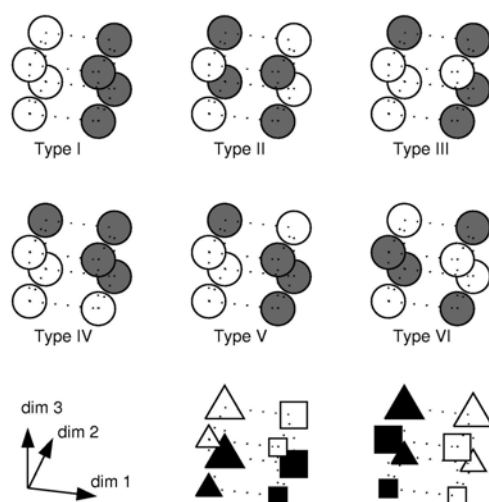 Type I
Type II
Type III
Type IV
Type V
Type VI
dim 3
dim 2
dim 1